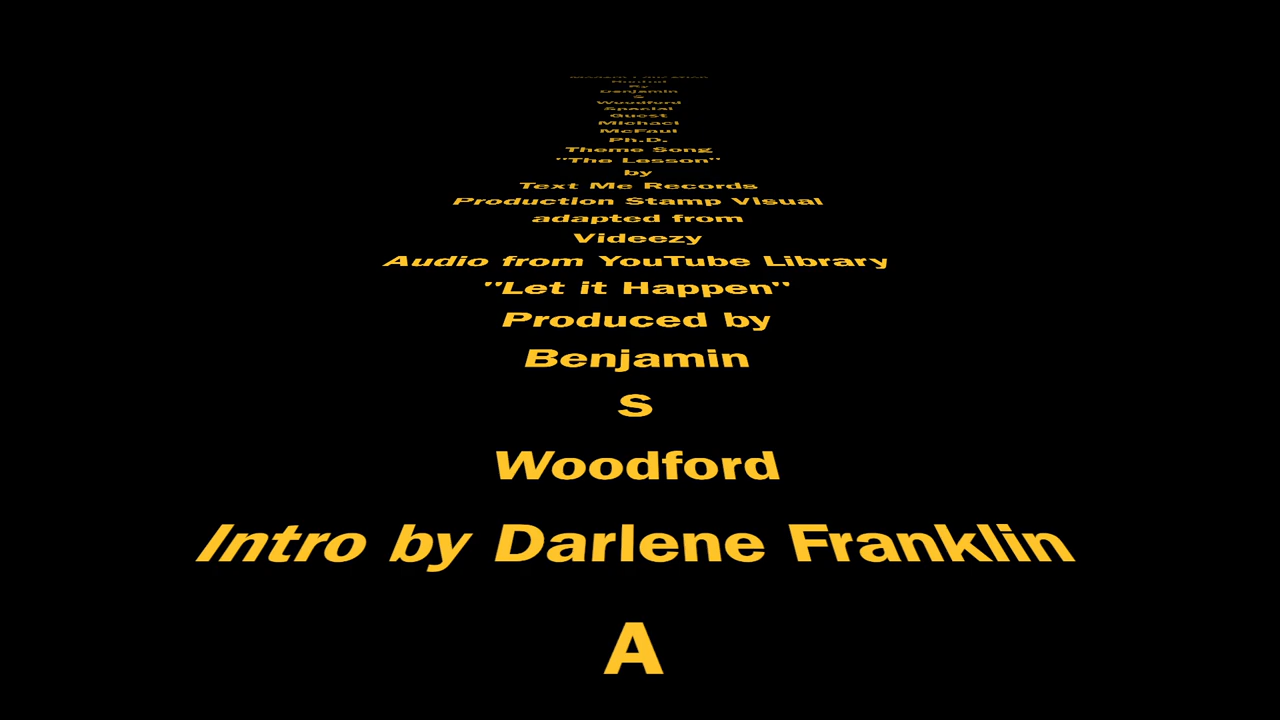 Hosted
By
Benjamin
S
Woodford
Special
Guest
Michael
McFaul
Ph.D.
Theme Song
"The Lesson"
by
Text Me Records
Production Stamp Visual
adapted from
Videezy
Audio from YouTube Library
"Let it Happen"
Produced by
Benjamin
S
Woodford
Intro by Darlene Franklin
A